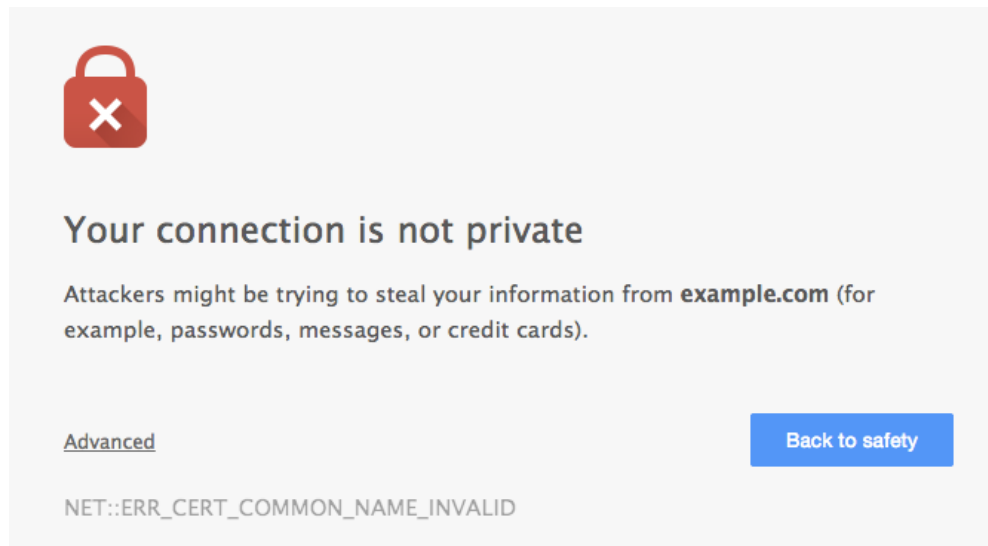 Your connection is not private
Attackers might be trying to steal your information from example.com (for
example, passwords, messages, or credit cards).
Advanced
Back to safety
NET::ERR_CERT_COMMON_NAME_INVALID